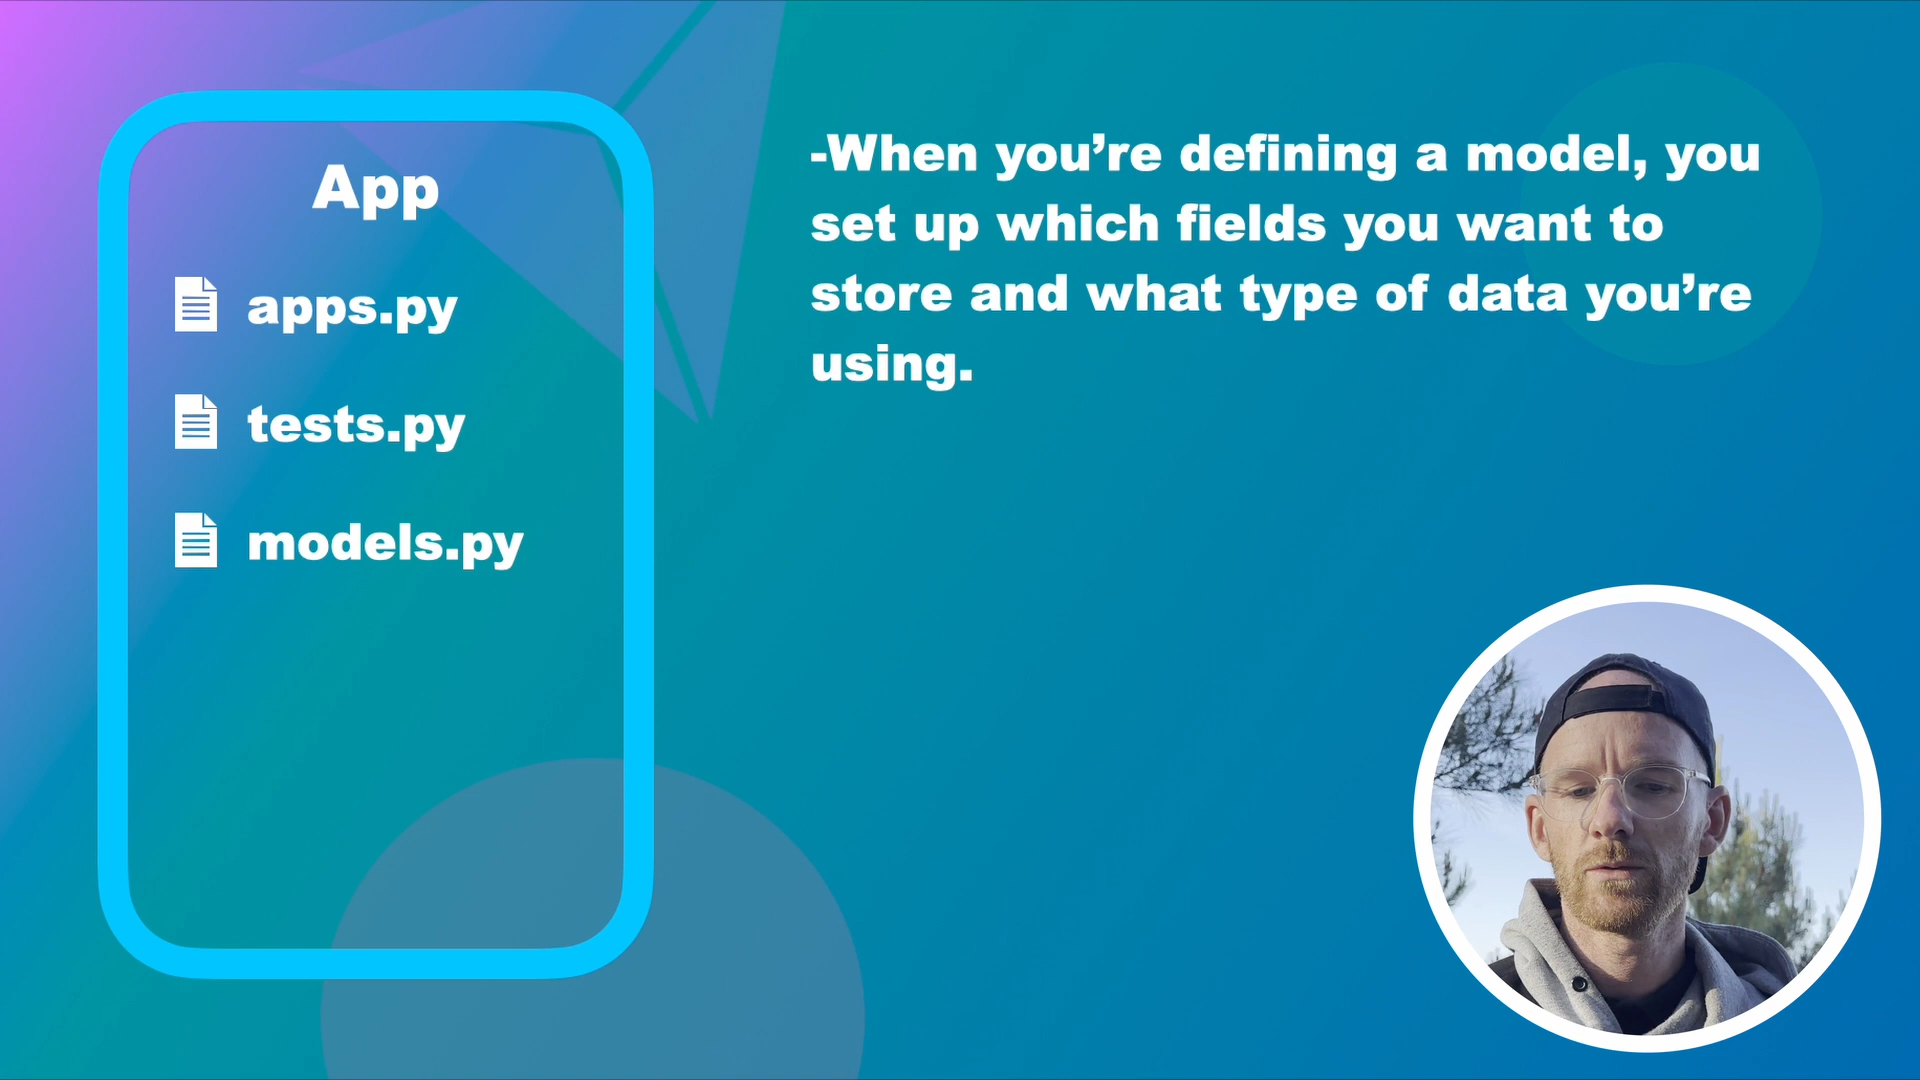 App
apps.py
tests.py
models.py
-When you’re defining a model, you
set up which fields you want to
store and what type of data you’re
using.